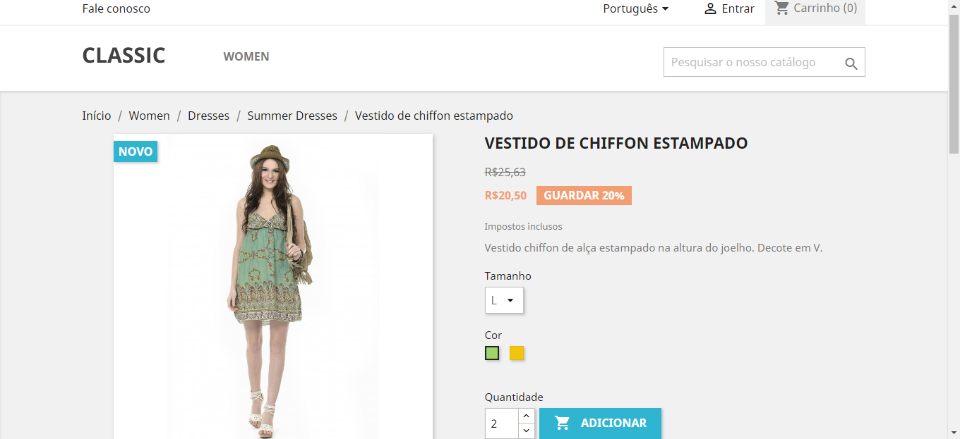 Fale conosco
Português
Entrar
Carrinho (0)
CLASSIC
WOMEN
Pesquisar o nosso catálogo
Início / Women / Dresses / Summer Dresses / Vestido de chiffon estampado
NOVO
VESTIDO DE CHIFFON ESTAMPADO
R$25,63
R$20,50 GUARDAR 20%
Impostos inclusos
Vestido chiffon de alça estampado na altura do joelho. Decote em V.
Tamanho
L
Cor
Quantidade
2
ADICIONAR